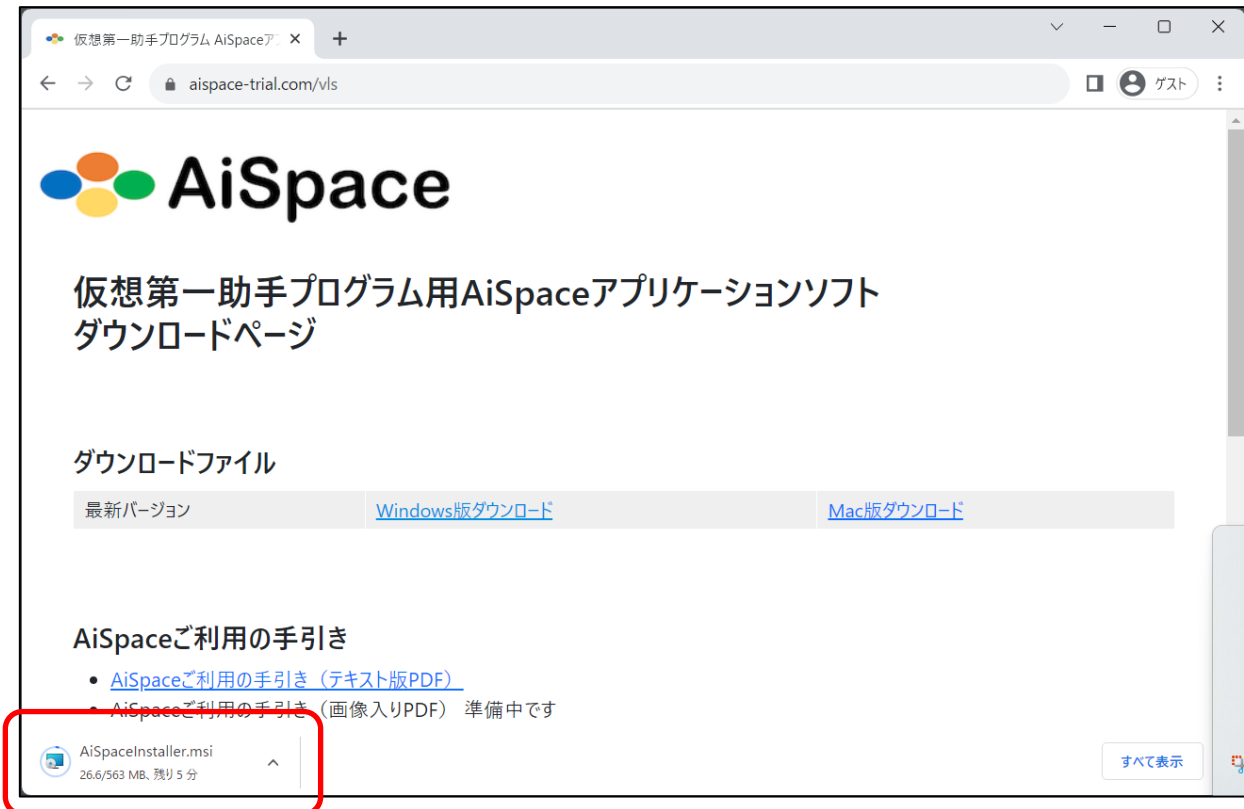 仮想第一助手プログラム AiSpaceア
aispace-trial.com/vls
ゲスト
AiSpace
仮想第一助手プログラム用AiSpaceアプリケーションソフト
ダウンロードページ
ダウンロードファイル
最新バージョン Windows版ダウンロード Mac版ダウンロード
AiSpaceご利用の手引き
• AiSpaceご利用の手引き（テキスト版PDF）
• AiSpaceご利用の手引き（画像入りPDF） 準備中です
AiSpaceInstaller.msi
26.6/563 MB、残り 5 分
すべて表示